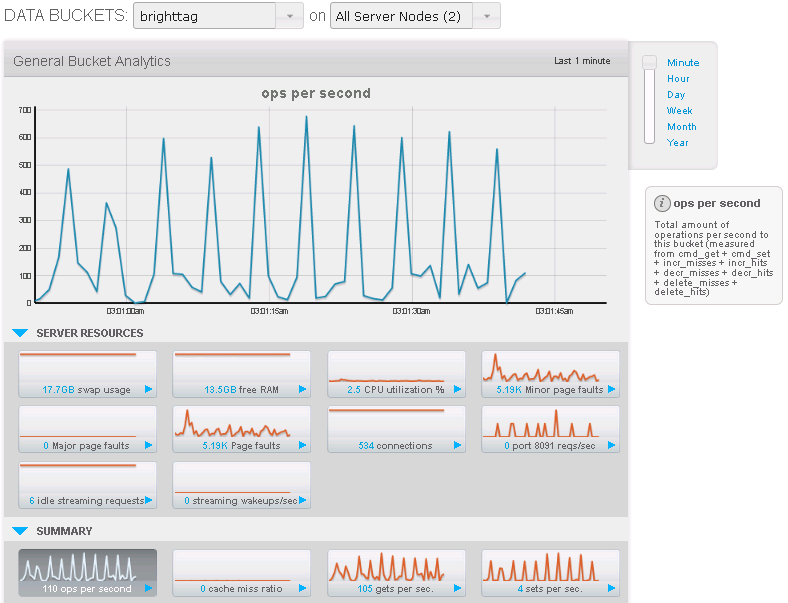 DATA BUCKETS: brighttag on All Server Nodes (2)
General Bucket Analytics Last 1 minute
ops per second
700
600
500
400
300
200
100
0
03:01:00am 03:01:15am 03:01:30am 03:01:45am
Minute
Hour
Day
Week
Month
Year
i ops per second
Total amount of
operations per second to
this bucket (measured
from cmd_get + cmd_set
+ incr_misses + incr_hits
+ decr_misses + decr_hits
+ delete_misses +
delete_hits)
SERVER RESOURCES
17.7GB swap usage
13.5GB free RAM
2.5 CPU utilization %
5.19K Minor page faults
0 Major page faults
5.19K Page faults
534 connections
0 port 8091 reqs/sec
6 idle streaming requests
0 streaming wakeups/sec
SUMMARY
110 ops per second
0 cache miss ratio
105 gets per sec.
4 sets per sec.